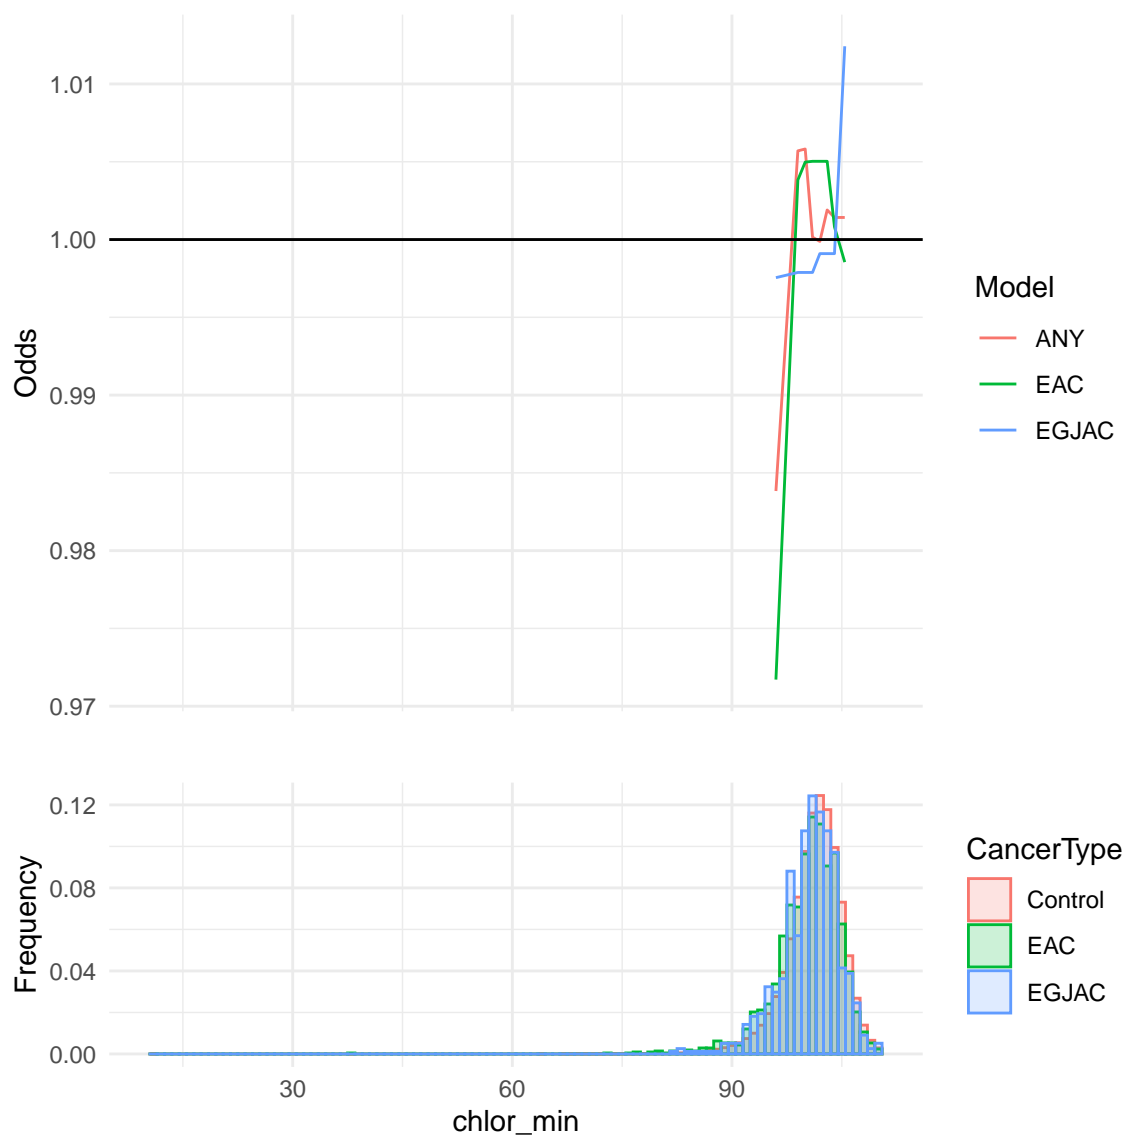 1.01
1.00
0.99
0.98
0.97
Odds
Model
ANY
EAC
EGJAC
0.12
0.08
0.04
0.00
Frequency
30
60
90
chlor_min
CancerType
Control
EAC
EGJAC